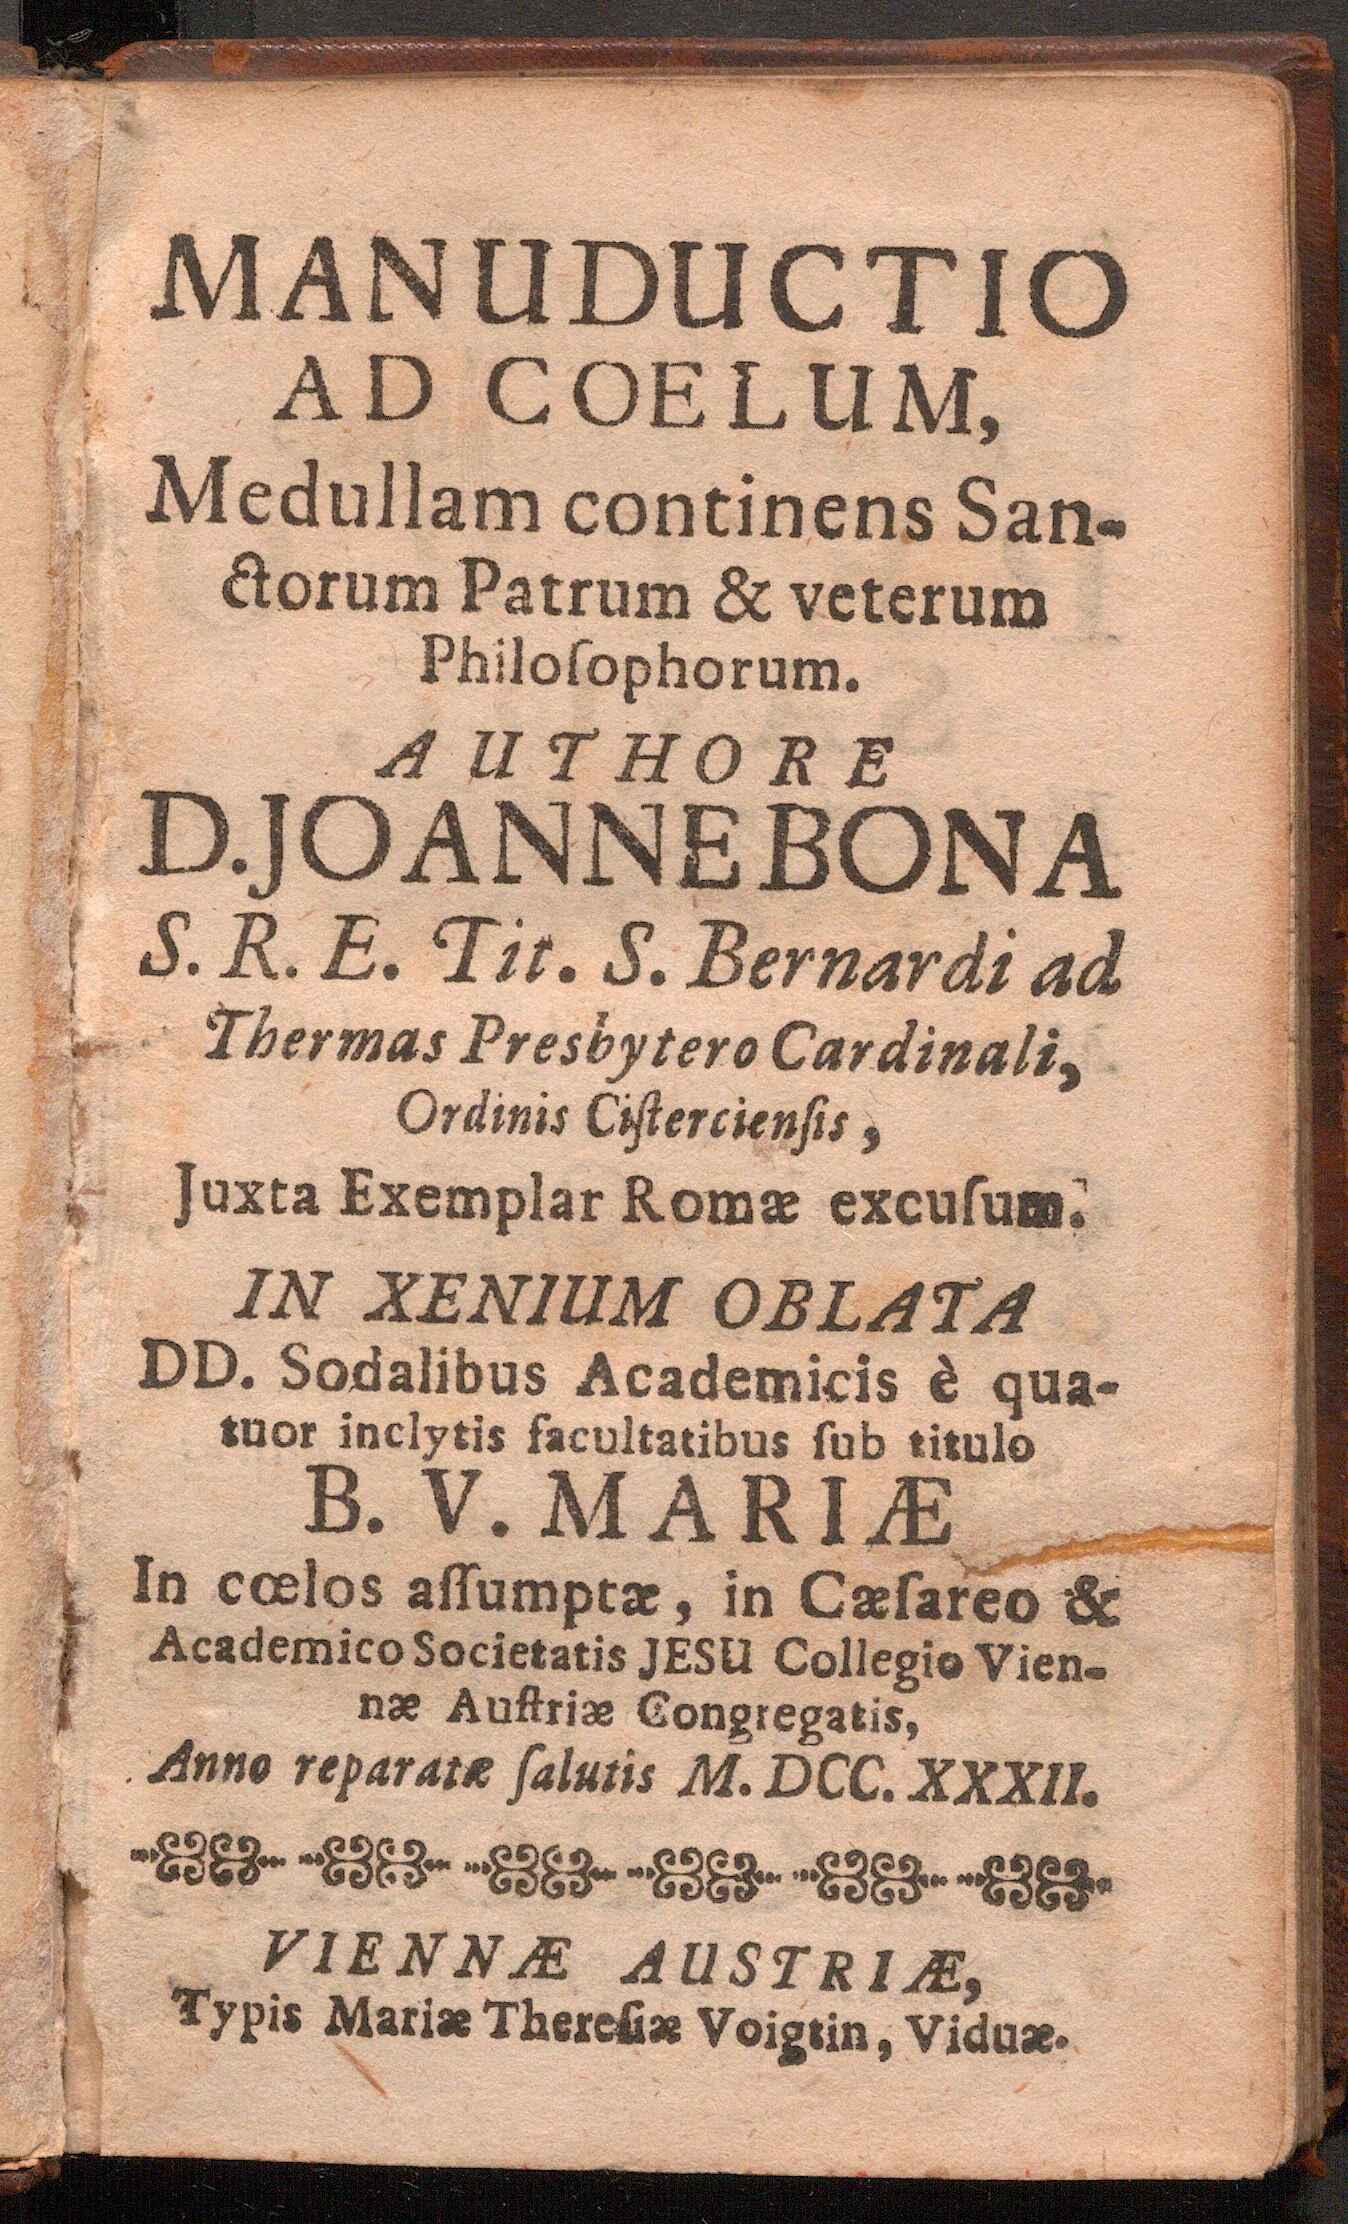 MANUDUCTIO
AD COELUM,
Medullam continens San-
ctorum Patrum & veterum
Philoſophorum.
AUTHORE
D. JOANNE BONA
S. R. E. Tit. S. Bernardi ad
Thermas Presbytero Cardinali,
Ordinis Ciſtercienſis,
Juxta Exemplar Romæ excuſum.
IN XENIUM OBLATA
DD. Sodalibus Academicis è qua-
tuor inclytis facultatibus ſub titulo
B. V. MARIÆ
In cœlos aſſumptæ, in Cæſareo &
Academico Societatis JESU Collegio Vien-
næ Auſtriæ Congregatis,
Anno reparatæ ſalutis M. DCC. XXXII.
VIENNÆ AUSTRIÆ,
Typis Mariæ Thereſiæ Voigtin, Viduæ.